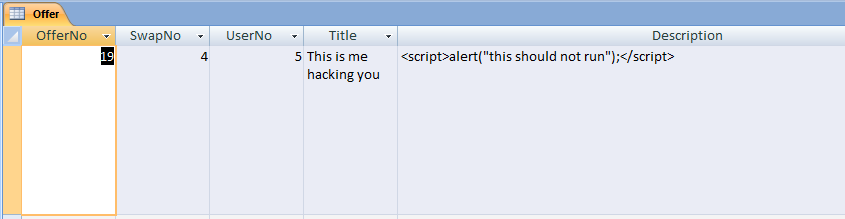 Offer
OfferNo SwapNo UserNo Title Description
19 4 5 This is me <script>alert("this should not run");</script>
hacking you